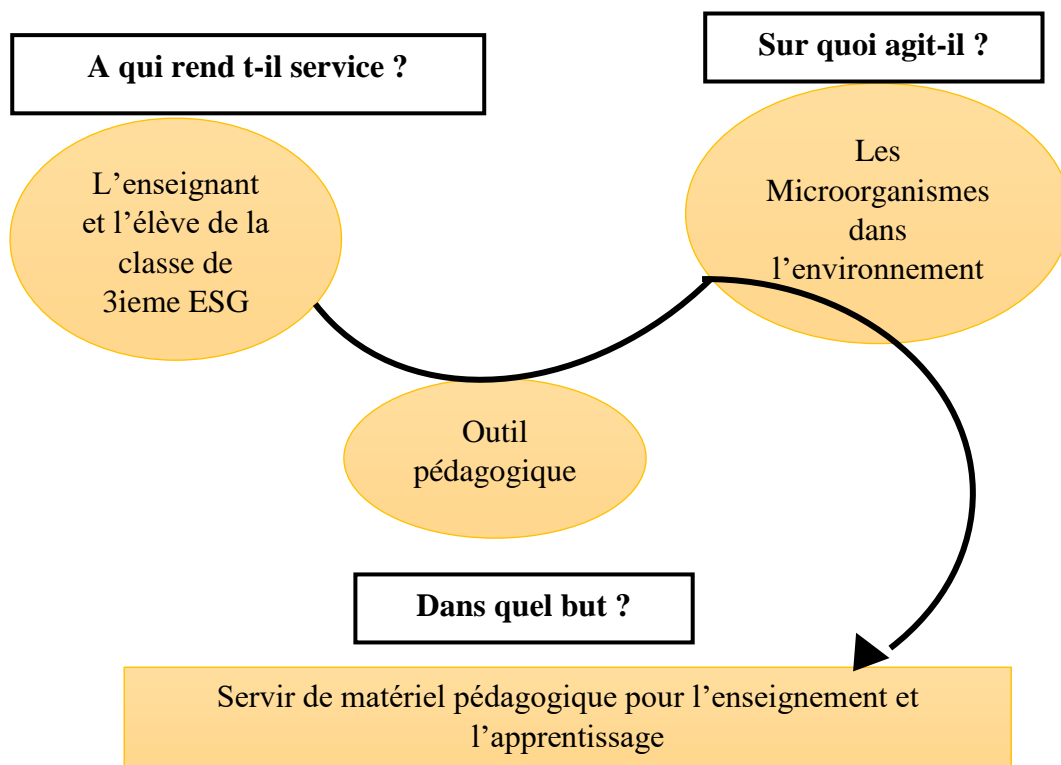 A qui rend t-il service ?
Sur quoi agit-il ?
L’enseignant
et l’élève de la
classe de
3ieme ESG
Les
Microorganismes
dans
l’environnement
Outil
pédagogique
Dans quel but ?
Servir de matériel pédagogique pour l’enseignement et
l’apprentissage